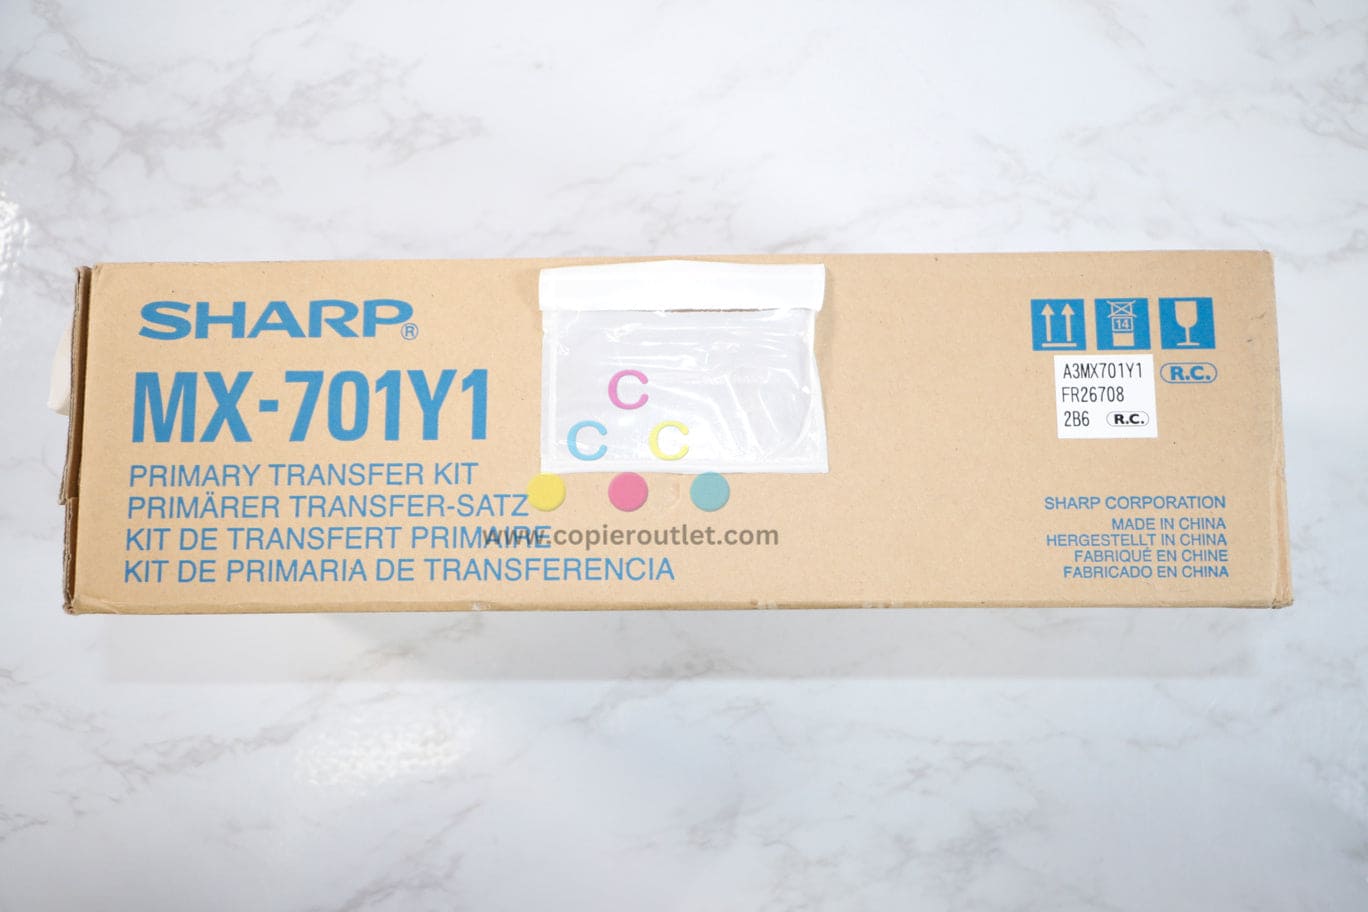 SHARP®
MX-701Y1
PRIMARY TRANSFER KIT
PRIMÄRER TRANSFER-SATZ
KIT DE TRANSFERT PRIMAIRE
KIT DE PRIMARIA DE TRANSFERENCIA
C
C C
www.copieroutlet.com
14
A3MX701Y1
FR26708
2B6 R.C.
R.C.
SHARP CORPORATION
MADE IN CHINA
HERGESTELLT IN CHINA
FABRIQUÉ EN CHINE
FABRICADO EN CHINA